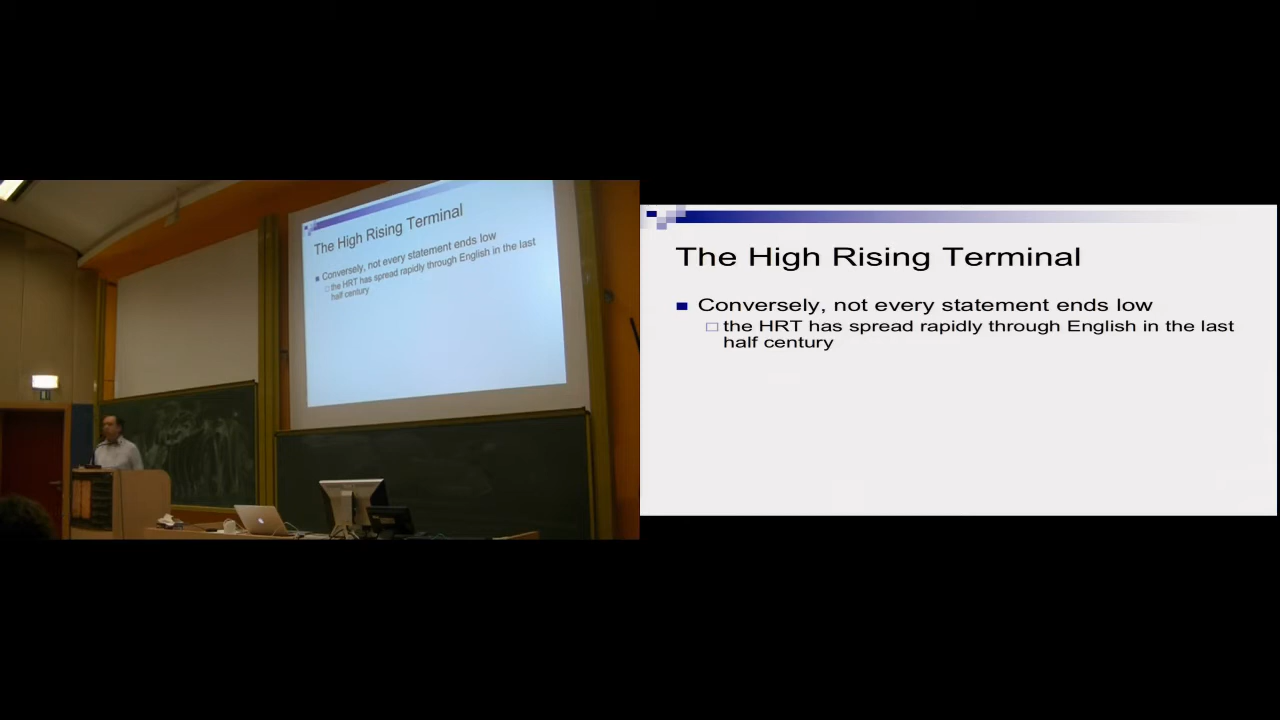 The High Rising Terminal
Conversely, not every statement ends low
the HRT has spread rapidly through English in the last
half century
The High Rising Terminal
Conversely, not every statement ends low
the HRT has spread rapidly through English in the last
half century